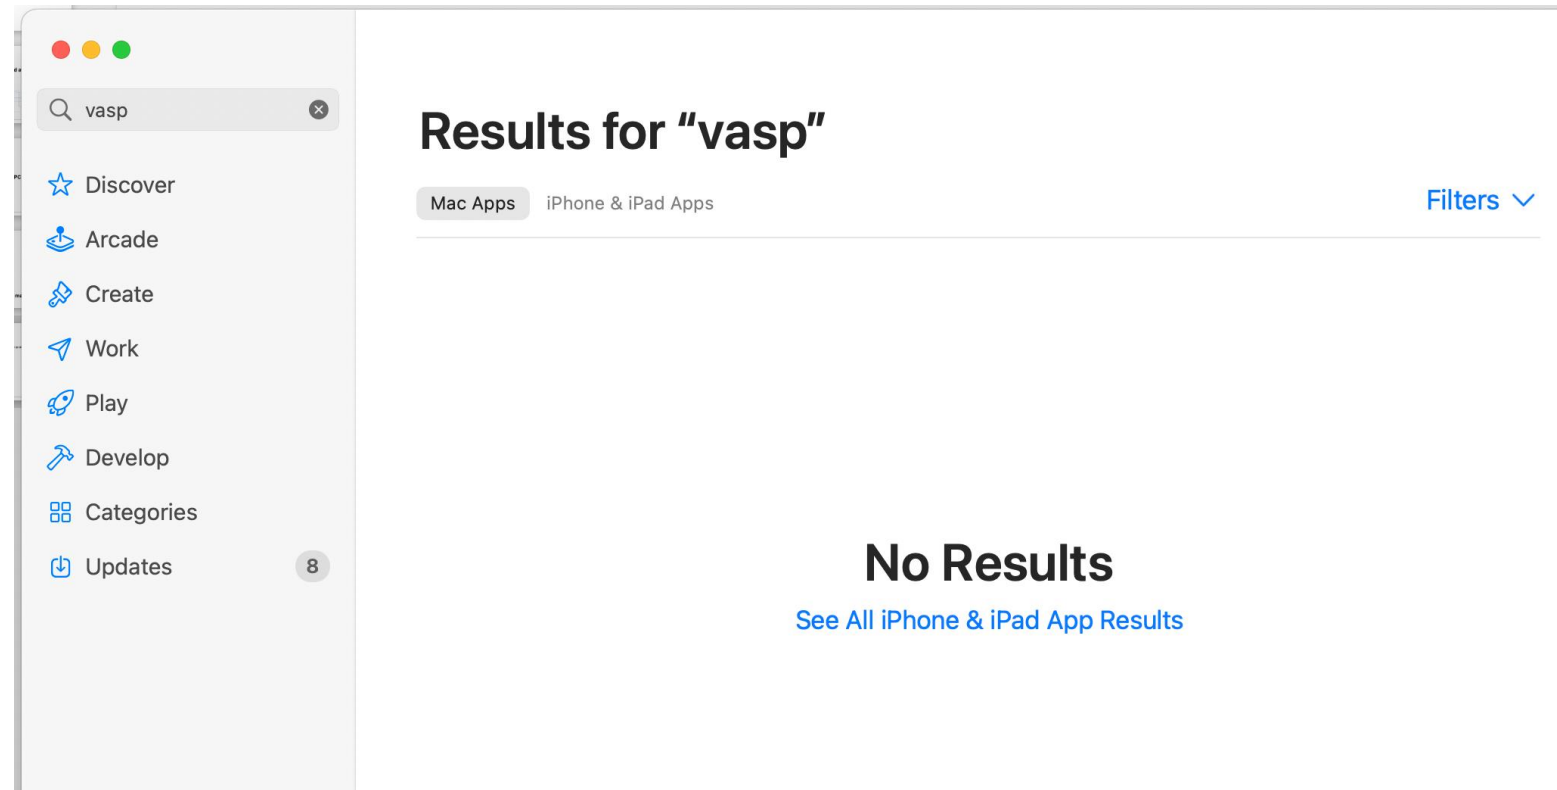 vasp
Discover
Arcade
Create
Work
Play
Develop
Categories
Updates 8
Results for “vasp”
Mac Apps iPhone & iPad Apps Filters
No Results
See All iPhone & iPad App Results